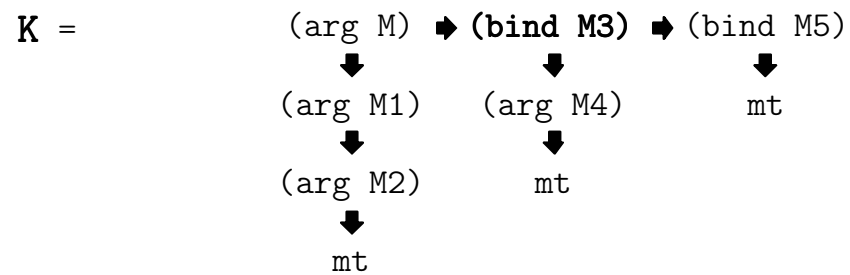 K = (arg M) 🡆 (bind M3) 🡆 (bind M5)
(arg M1) (arg M4) mt
(arg M2) mt
mt